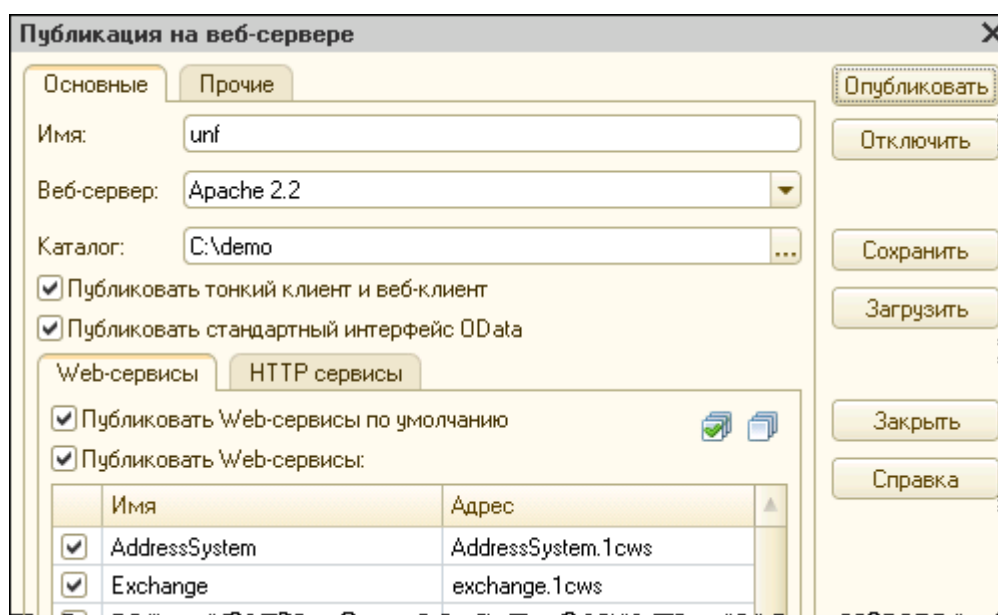 Публикация на веб-сервере
Основные Прочие
Опубликовать
Имя: unf
Отключить
Веб-сервер: Apache 2.2
Каталог: C:\demo
Сохранить
Публиковать тонкий клиент и веб-клиент
Загрузить
Публиковать стандартный интерфейс OData
Web-сервисы HTTP сервисы
Публиковать Web-сервисы по умолчанию
Закрыть
Публиковать Web-сервисы:
Справка
Имя Адрес
AddressSystem AddressSystem.1cws
Exchange exchange.1cws